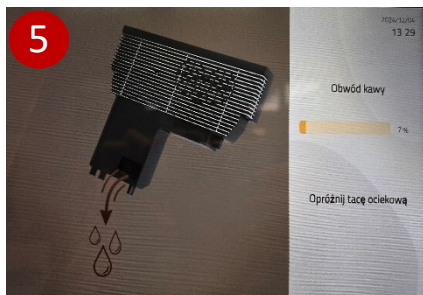 5
2024/12/04
13 29
Obwód kawy
7%
Opróżnij tacę ociekową